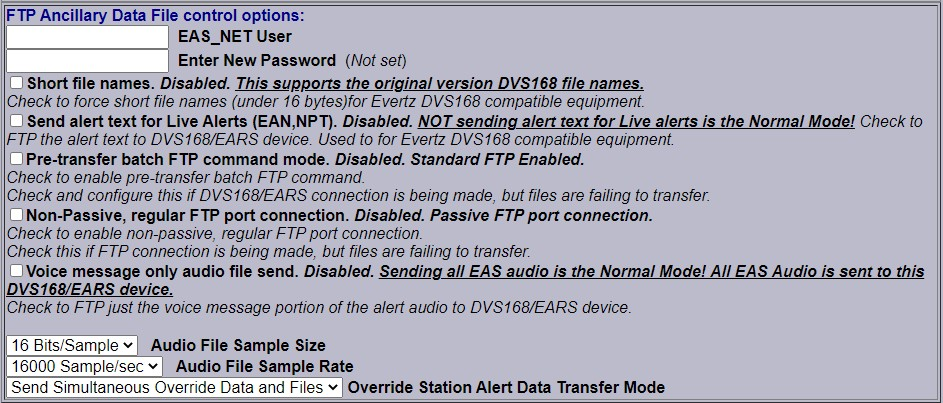 FTP Ancillary Data File control options:
EAS_NET User
Enter New Password (Not set)
Short file names. Disabled. This supports the original version DVS168 file names.
Check to force short file names (under 16 bytes)for Evertz DVS168 compatible equipment.
Send alert text for Live Alerts (EAN,NPT). Disabled. NOT sending alert text for Live alerts is the Normal Mode! Check to
FTP the alert text to DVS168/EARS device. Used to for Evertz DVS168 compatible equipment.
Pre-transfer batch FTP command mode. Disabled. Standard FTP Enabled.
Check to enable pre-transfer batch FTP command.
Check and configure this if DVS168/EARS connection is being made, but files are failing to transfer.
Non-Passive, regular FTP port connection. Disabled. Passive FTP port connection.
Check to enable non-passive, regular FTP port connection.
Check this if FTP connection is being made, but files are failing to transfer.
Voice message only audio file send. Disabled. Sending all EAS audio is the Normal Mode! All EAS Audio is sent to this
DVS168/EARS device.
Check to FTP just the voice message portion of the alert audio to DVS168/EARS device.
16 Bits/Sample Audio File Sample Size
16000 Sample/sec Audio File Sample Rate
Send Simultaneous Override Data and Files Override Station Alert Data Transfer Mode